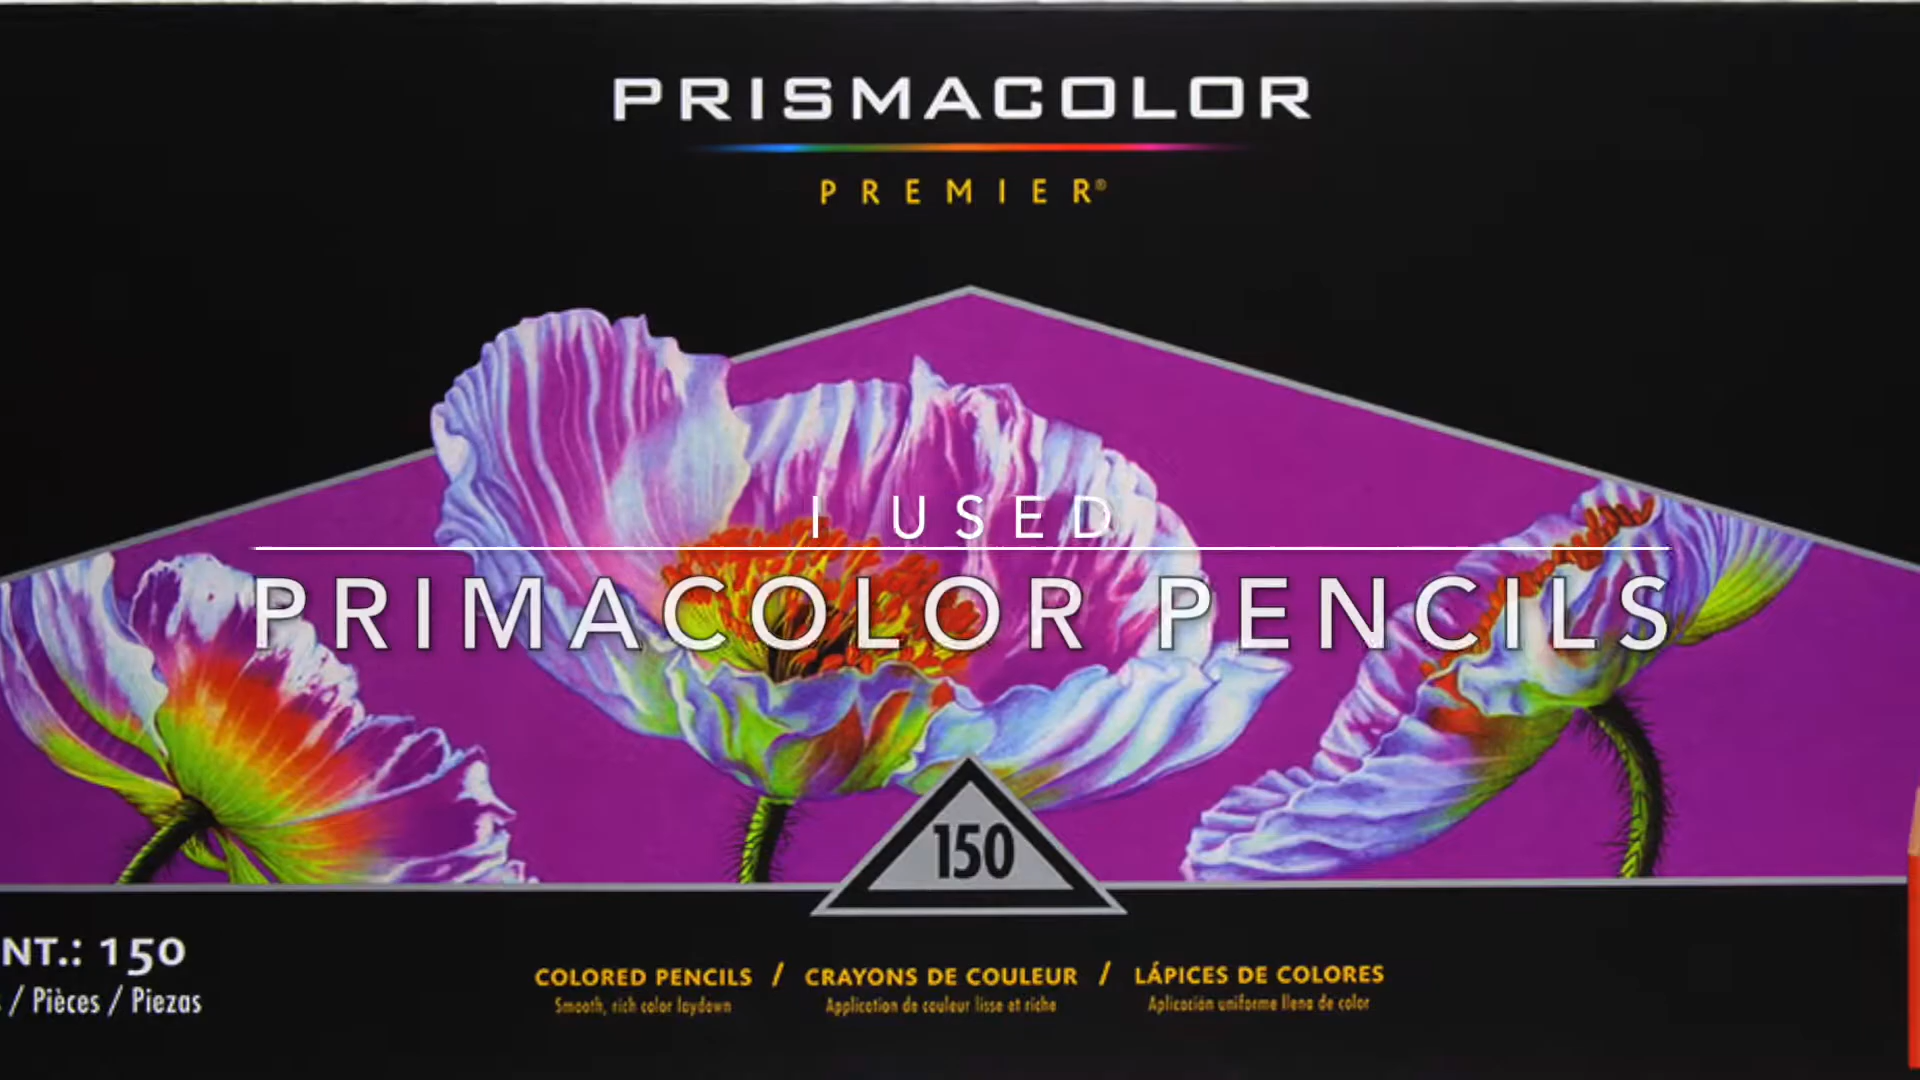 PRISMACOLOR
PREMIER®
I USED
PRIMACOLOR PENCILS
150
NT.: 150
/ Pièces / Piezas
COLORED PENCILS / CRAYONS DE COULEUR / LÁPICES DE COLORES
Smooth, rich color laydown Application de couleur lisse et riche Aplicación uniforme llena de color